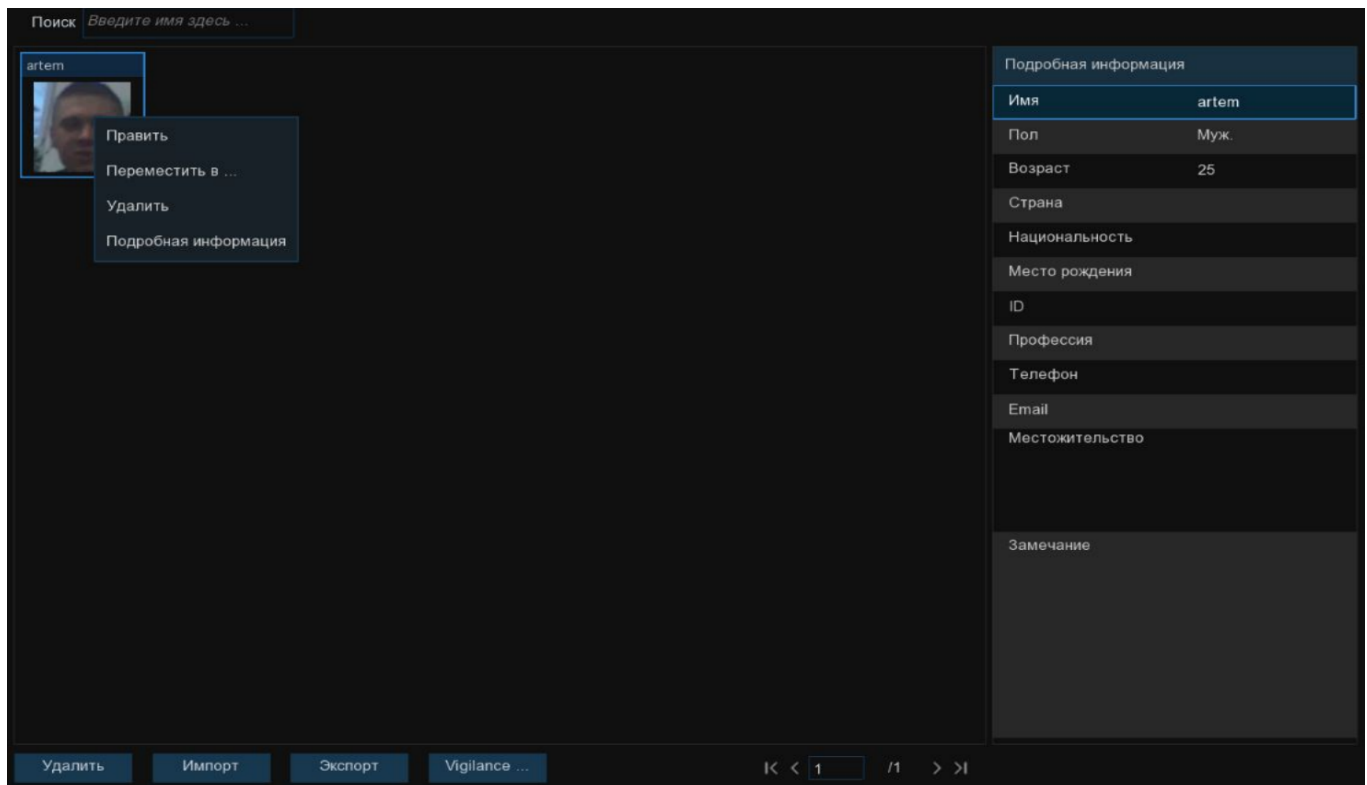 Поиск Введите имя здесь ...
artem
Править
Переместить в ...
Удалить
Подробная информация
Подробная информация
Имя artem
Пол Муж.
Возраст 25
Страна
Национальность
Место рождения
ID
Профессия
Телефон
Email
Местожительство
Замечание
Удалить Импорт Экспорт Vigilance ... 1 /1